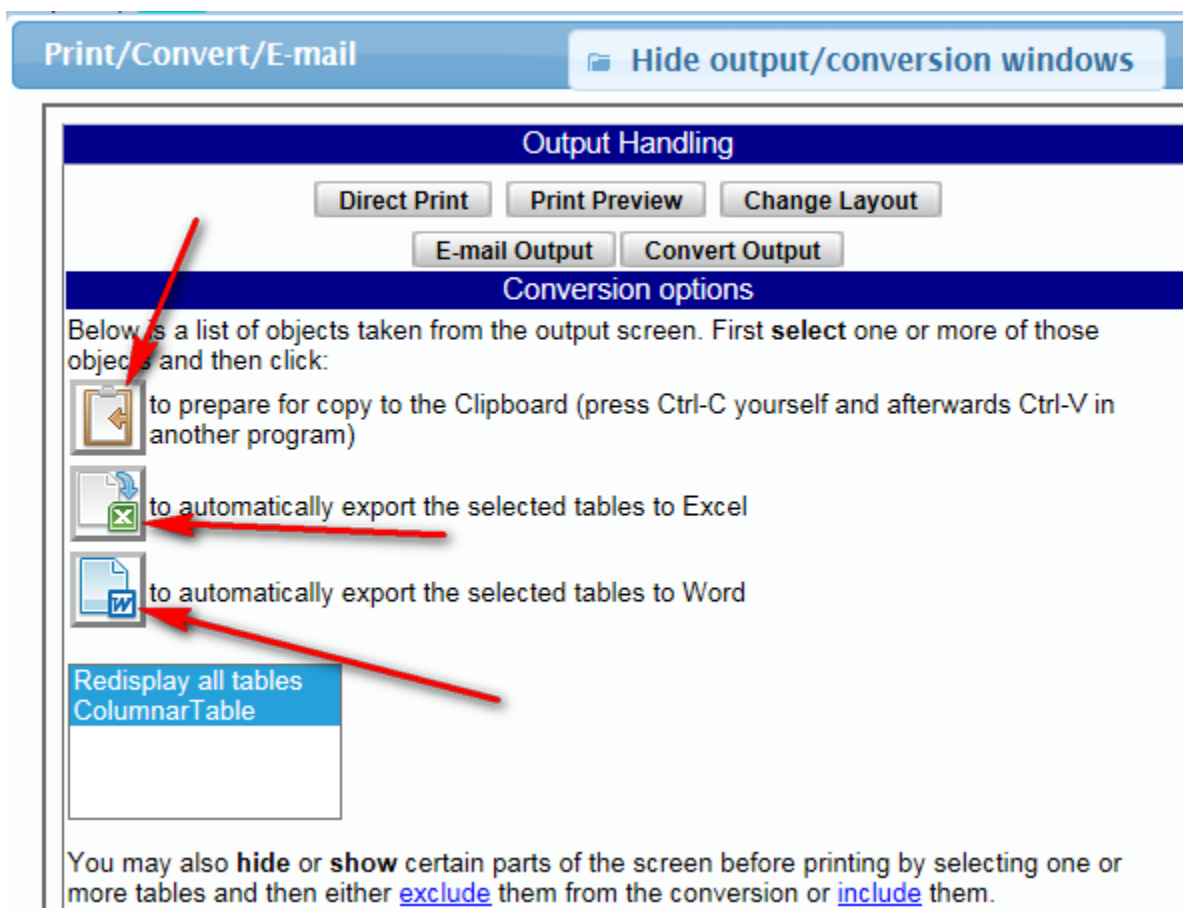 Print/Convert/E-mail
Hide output/conversion windows
Output Handling
Direct Print Print Preview Change Layout
E-mail Output Convert Output
Conversion options
Below is a list of objects taken from the output screen. First select one or more of those
objects and then click:
to prepare for copy to the Clipboard (press Ctrl-C yourself and afterwards Ctrl-V in
another program)
to automatically export the selected tables to Excel
to automatically export the selected tables to Word
Redisplay all tables
ColumnarTable
You may also hide or show certain parts of the screen before printing by selecting one or
more tables and then either exclude them from the conversion or include them.